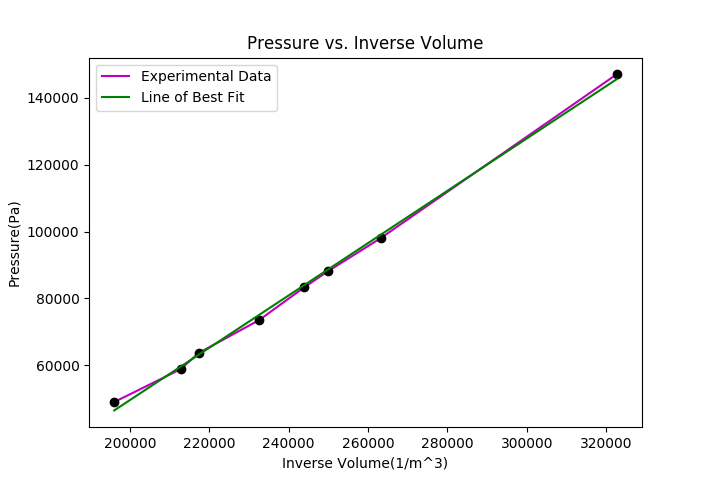 Pressure vs. Inverse Volume
Experimental Data
Line of Best Fit
140000
120000
100000
80000
60000
Pressure(Pa)
200000 220000 240000 260000 280000 300000 320000
Inverse Volume(1/m^3)